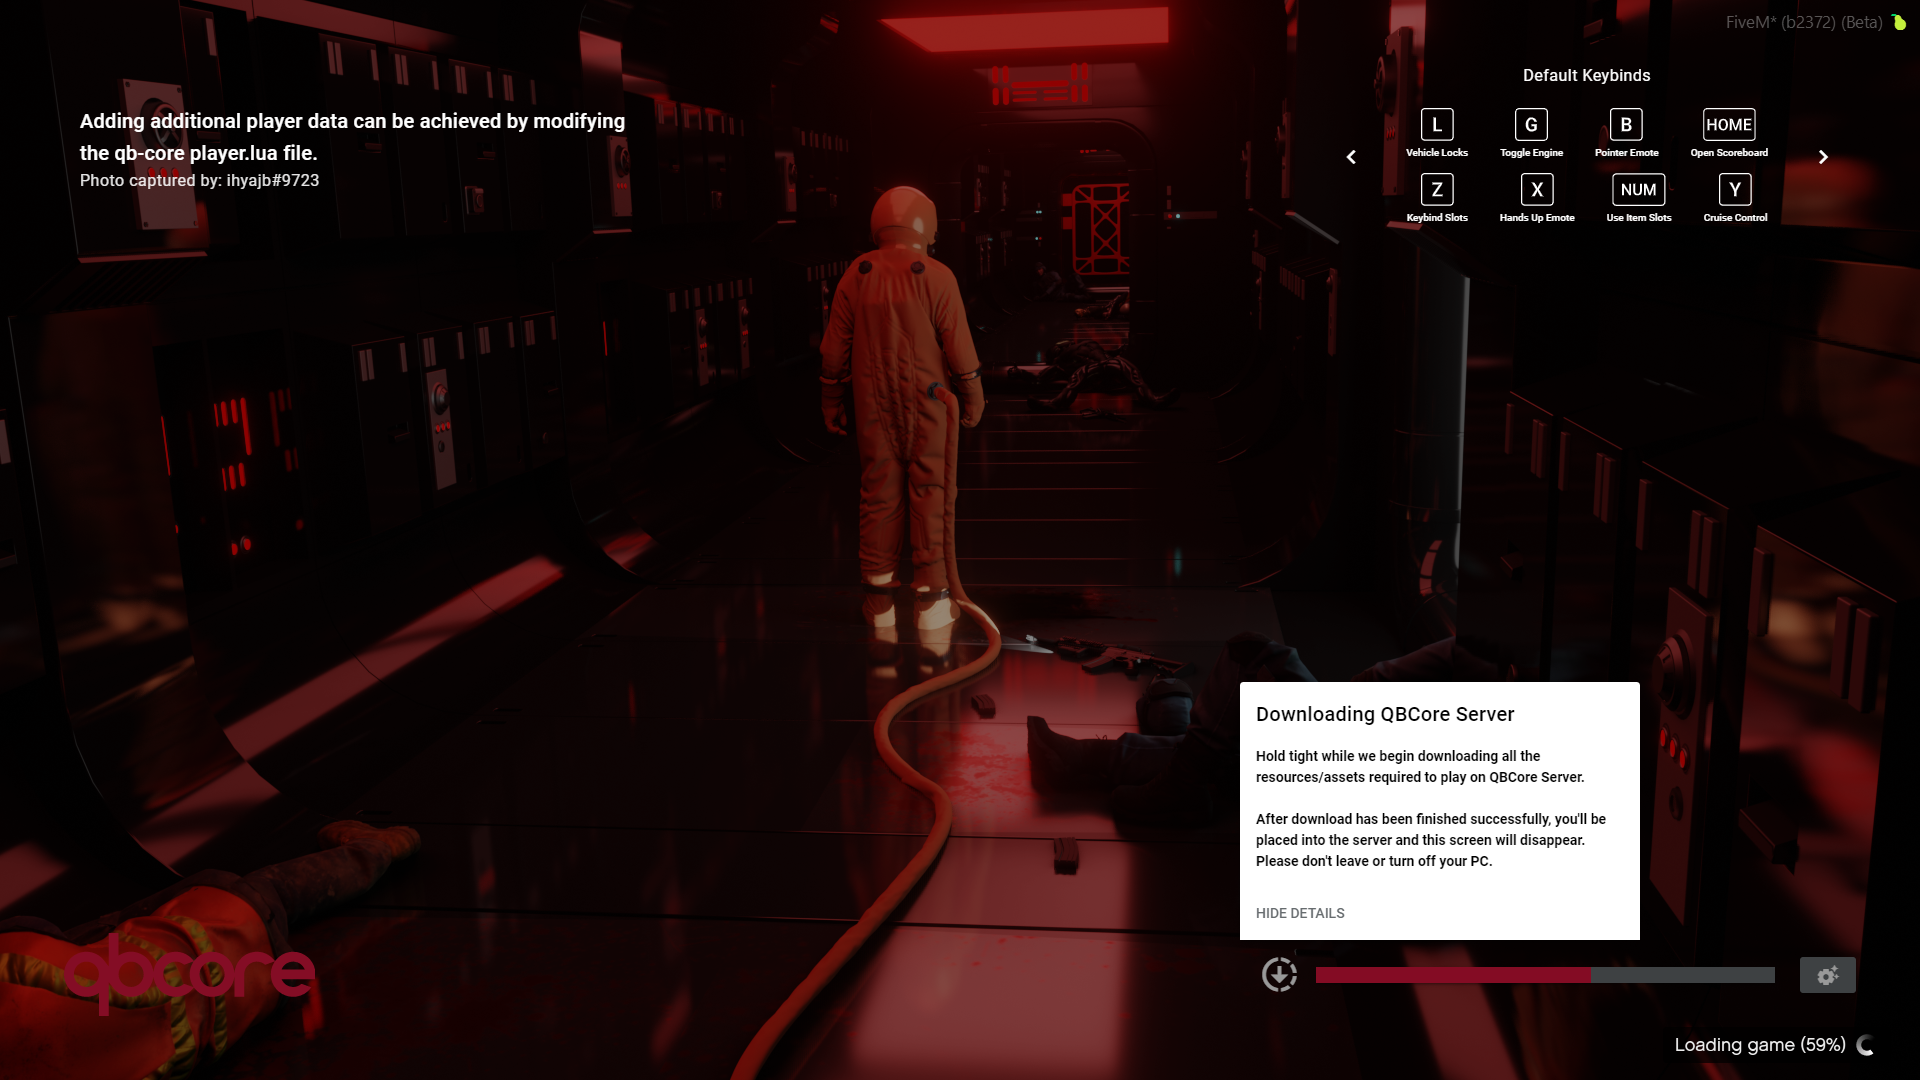 FiveM* (b2372) (Beta)
Adding additional player data can be achieved by modifying
the qb-core player.lua file.
Photo captured by: ihyajb#9723
Default Keybinds
L G B HOME
Vehicle Locks Toggle Engine Pointer Emote Open Scoreboard
Z X NUM Y
Keybind Slots Hands Up Emote Use Item Slots Cruise Control
Downloading QBCore Server
Hold tight while we begin downloading all the
resources/assets required to play on QBCore Server.
After download has been finished successfully, you'll be
placed into the server and this screen will disappear.
Please don't leave or turn off your PC.
HIDE DETAILS
qbcore
Loading game (59%)